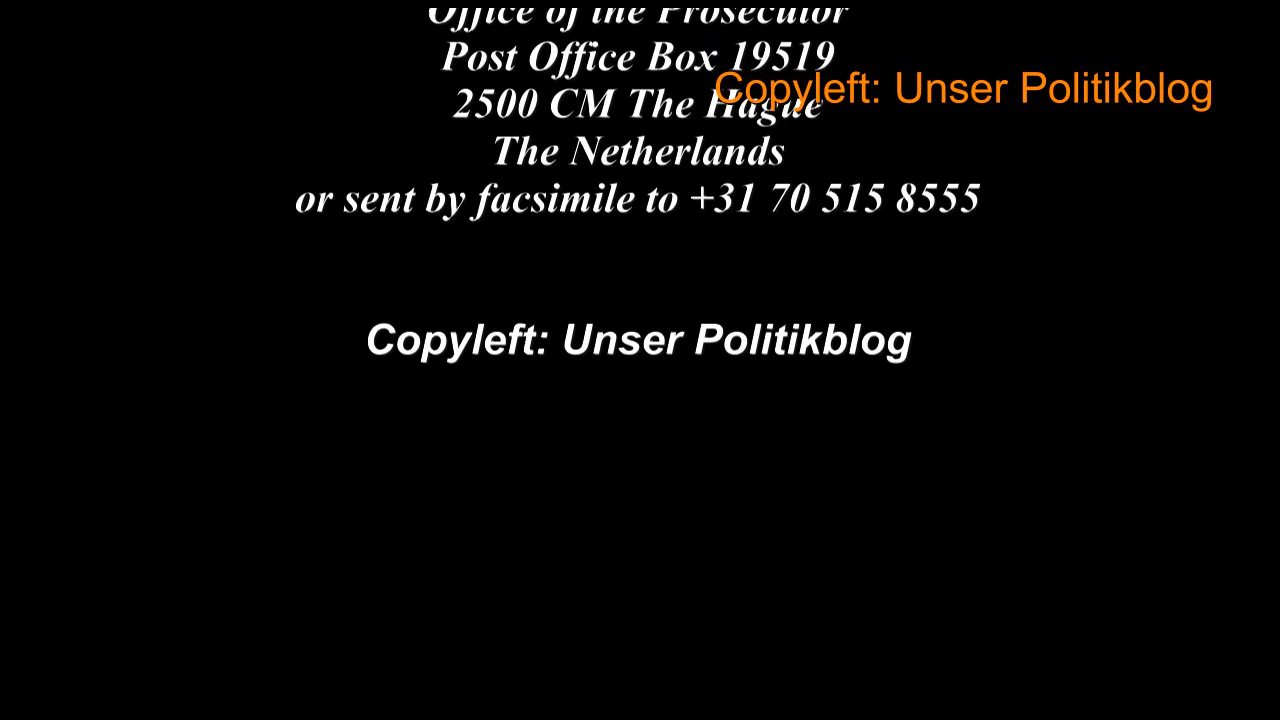 Office of the Prosecutor
Post Office Box 19519
Copyleft: Unser Politikblog
2500 CM The Hague
The Netherlands
or sent by facsimile to +31 70 515 8555
Copyleft: Unser Politikblog